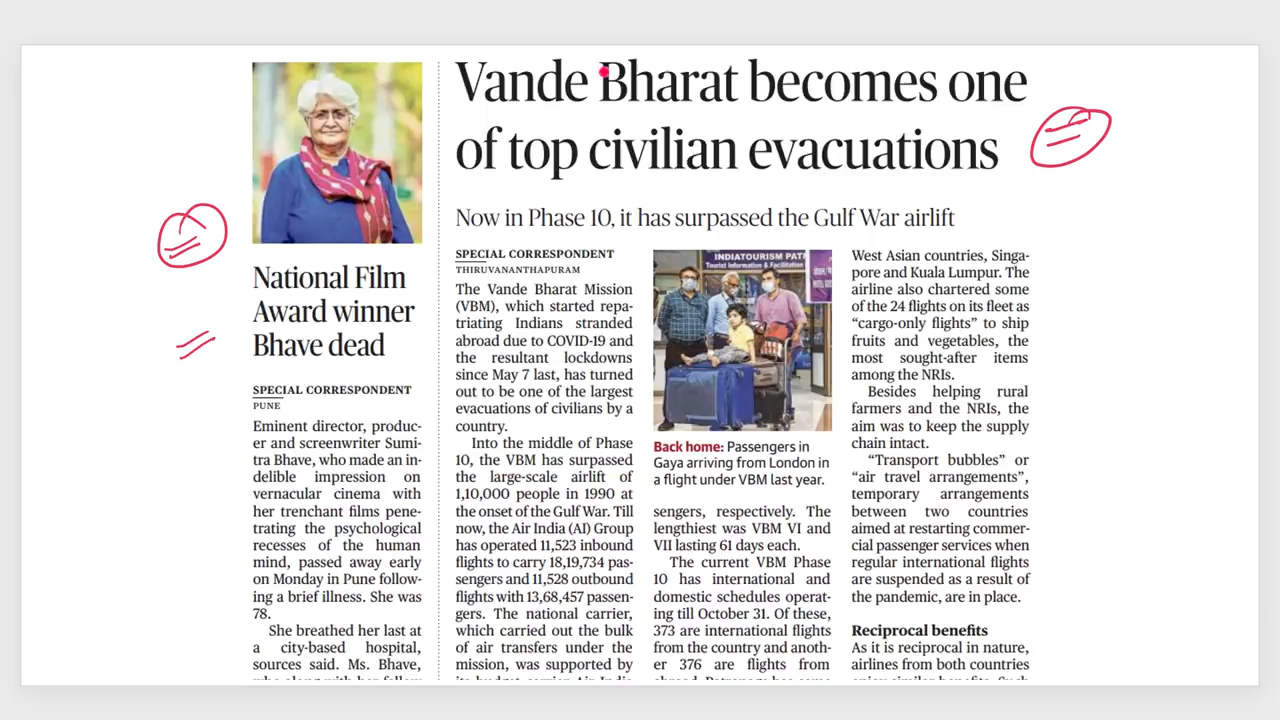 National Film
Award winner
Bhave dead
SPECIAL CORRESPONDENT
PUNE
Eminent director, produc-
er and screenwriter Sumi-
tra Bhave, who made an in-
delible impression on
vernacular cinema with
her trenchant films pene-
trating the psychological
recesses of the human
mind, passed away early
on Monday in Pune follow-
ing a brief illness. She was
78.
She breathed her last at
a city-based hospital,
sources said. Ms. Bhave,
who along with her fellow
Vande Bharat becomes one
of top civilian evacuations
Now in Phase 10, it has surpassed the Gulf War airlift
SPECIAL CORRESPONDENT
THIRUVANANTHAPURAM
The Vande Bharat Mission
(VBM), which started repa-
triating Indians stranded
abroad due to COVID-19 and
the resultant lockdowns
since May 7 last, has turned
out to be one of the largest
evacuations of civilians by a
country.
Into the middle of Phase
10, the VBM has surpassed
the large-scale airlift of
1,10,000 people in 1990 at
the onset of the Gulf War. Till
now, the Air India (AI) Group
has operated 11,523 inbound
flights to carry 18,19,734 pas-
sengers and 11,528 outbound
flights with 13,68,457 passen-
gers. The national carrier,
which carried out the bulk
of air transfers under the
mission, was supported by
its budget carrier Air India
INDIATOURISM PAT
Tourist Information & Facilitation
Back home: Passengers in
Gaya arriving from London in
a flight under VBM last year.
sengers, respectively. The
lengthiest was VBM VI and
VII lasting 61 days each.
The current VBM Phase
10 has international and
domestic schedules operat-
ing till October 31. Of these,
373 are international flights
from the country and anoth-
er 376 are flights from
abroad. Patronage has come
West Asian countries, Singa-
pore and Kuala Lumpur. The
airline also chartered some
of the 24 flights on its fleet as
“cargo-only flights” to ship
fruits and vegetables, the
most sought-after items
among the NRIs.
Besides helping rural
farmers and the NRIs, the
aim was to keep the supply
chain intact.
“Transport bubbles” or
“air travel arrangements”,
temporary arrangements
between two countries
aimed at restarting commer-
cial passenger services when
regular international flights
are suspended as a result of
the pandemic, are in place.
Reciprocal benefits
As it is reciprocal in nature,
airlines from both countries
enjoy similar benefits. Such